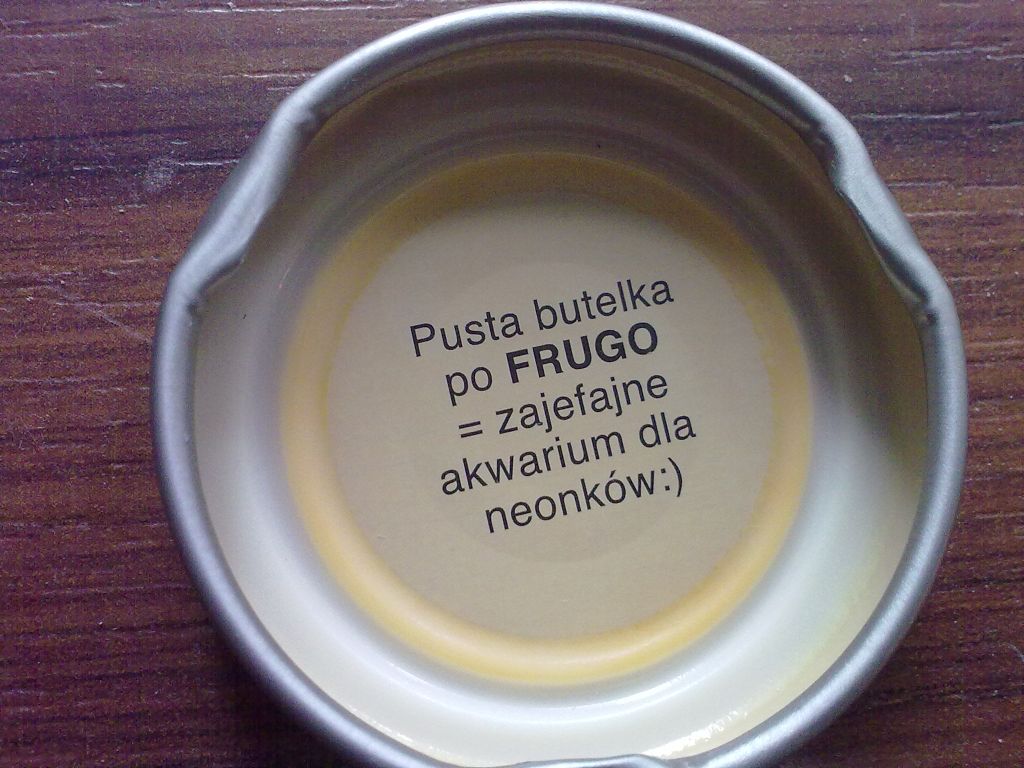 Pusta butelka
po FRUGO
= zajefajne
akwarium dla
neonków:)